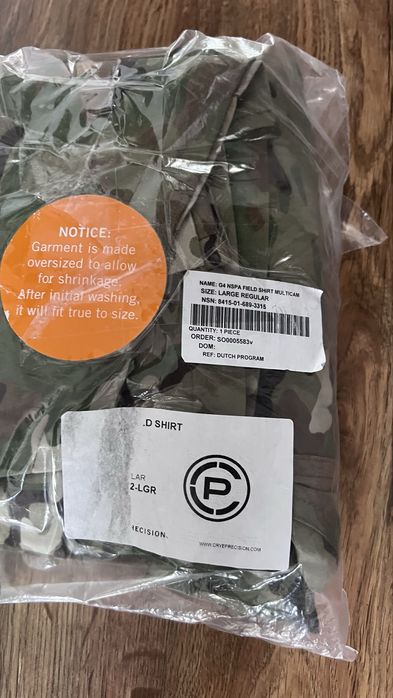 NOTICE:
Garment is made
oversized to allow
for shrinkage.
After initial washing,
it will fit true to size.
NAME: G4 NSPA FIELD SHIRT MULTICAM
SIZE: LARGE REGULAR
NSN: 8415-01-689-3315
QUANTITY: 1 PIECE
ORDER: SO0005583v
DOM:
REF: DUTCH PROGRAM
LD SHIRT
LAR
2-LGR
RECISION
CP
WWW.CRYEPRECISION.COM